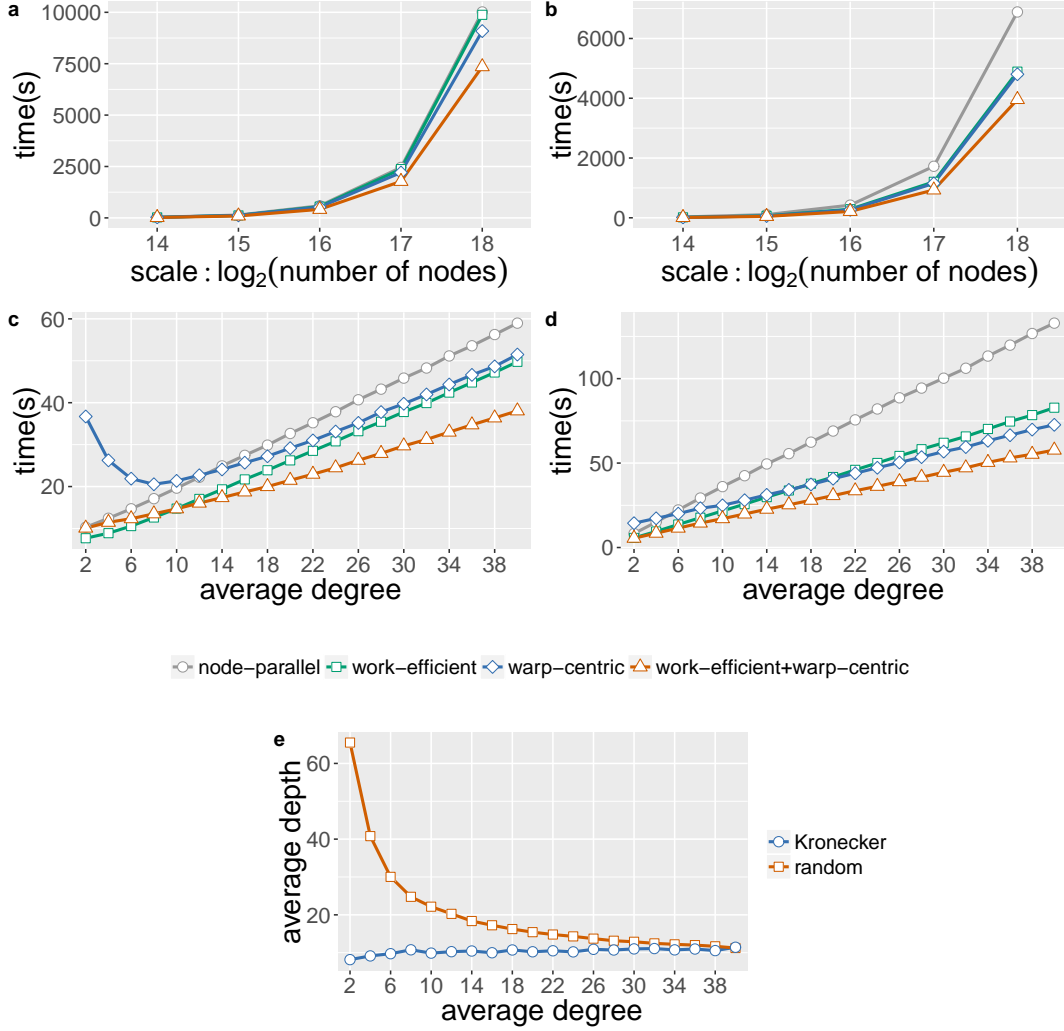 a
time(s)
10000
7500
5000
2500
0
14 15 16 17 18
scale : log2(number of nodes)
b
time(s)
6000
4000
2000
0
14 15 16 17 18
scale : log2(number of nodes)
c
time(s)
60
40
20
2 6 10 14 18 22 26 30 34 38
average degree
d
time(s)
100
50
0
2 6 10 14 18 22 26 30 34 38
average degree
node−parallel work−efficient warp−centric work−efficient+warp−centric
e
average depth
60
40
20
2 6 10 14 18 22 26 30 34 38
average degree
Kronecker
random